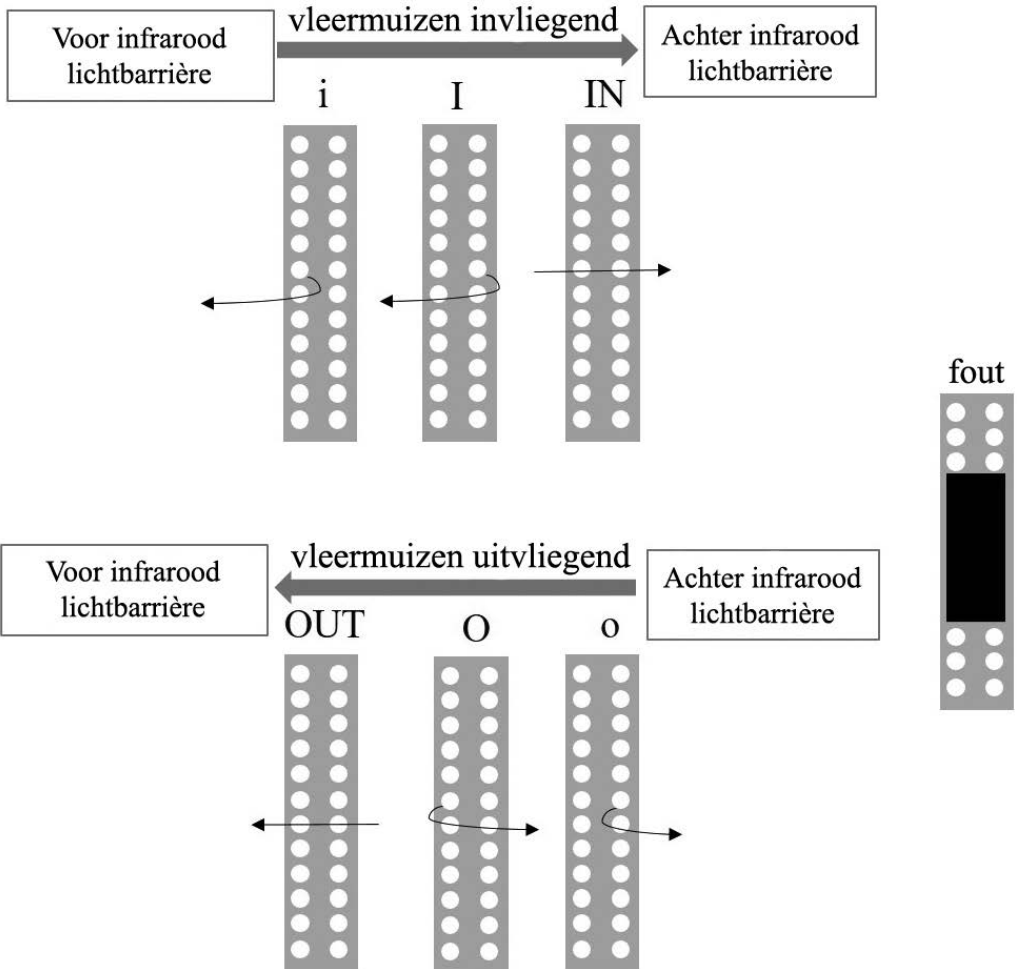 Voor infrarood
lichtbarrière
vleermuizen invliegend
Achter infrarood
lichtbarrière
i
I
IN
fout
Voor infrarood
lichtbarrière
vleermuizen uitvliegend
Achter infrarood
lichtbarrière
OUT
O
o